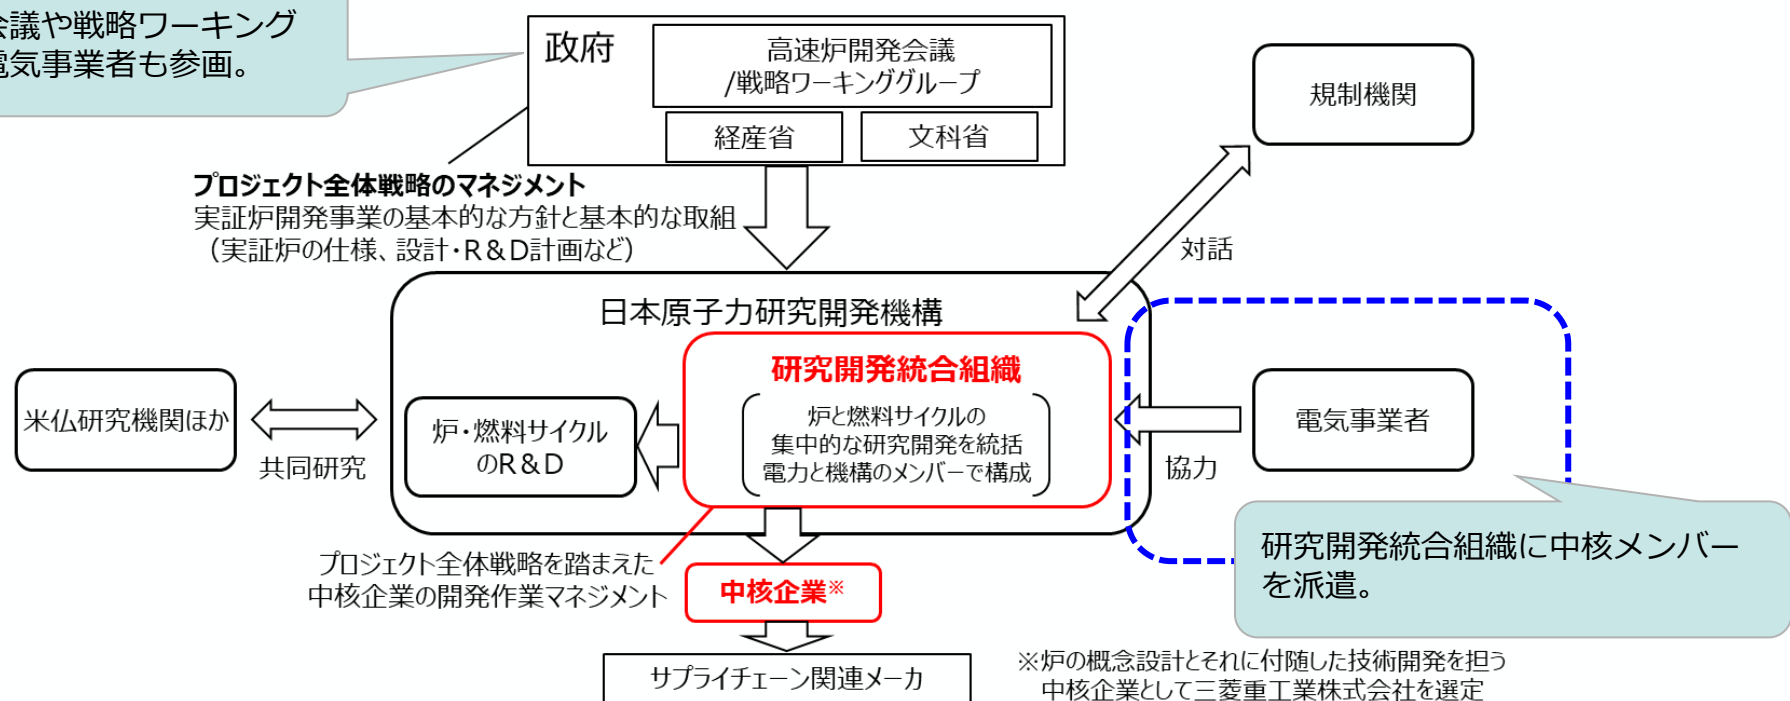 会議や戦略ワーキング
電気事業者も参画。
政府
高速炉開発会議
/戦略ワーキンググループ
経産省
文科省
規制機関
プロジェクト全体戦略のマネジメント
実証炉開発事業の基本的な方針と基本的な取組
（実証炉の仕様、設計・R＆D計画など）
対話
日本原子力研究開発機構
研究開発統合組織
炉と燃料サイクルの
集中的な研究開発を統括
電力と機構のメンバーで構成
米仏研究機関ほか
共同研究
炉・燃料サイクル
のR＆D
電気事業者
協力
研究開発統合組織に中核メンバー
を派遣。
プロジェクト全体戦略を踏まえた
中核企業の開発作業マネジメント
中核企業※
サプライチェーン関連メーカ
※炉の概念設計とそれに付随した技術開発を担う
中核企業として三菱重工業株式会社を選定